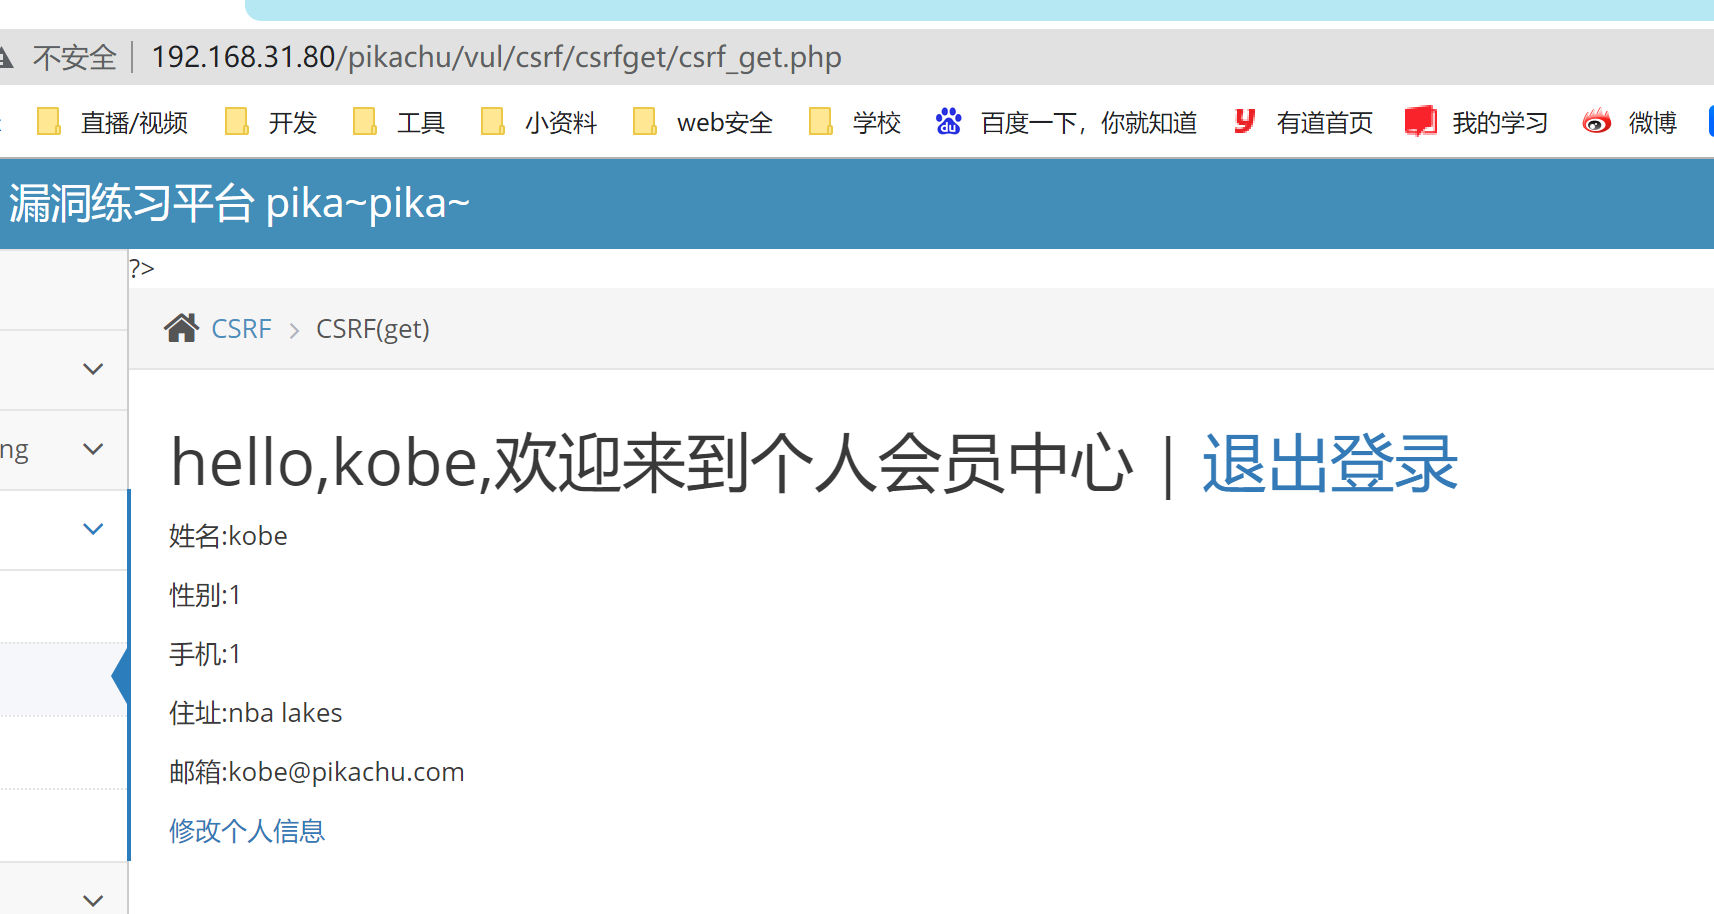 不安全 | 192.168.31.80/pikachu/vul/csrf/csrfget/csrf_get.php
直播/视频 开发 工具 小资料 web安全 学校 百度一下，你就知道 有道首页 我的学习 微博
漏洞练习平台 pika~pika~
?>
CSRF > CSRF(get)
ng
hello,kobe,欢迎来到个人会员中心 | 退出登录
姓名:kobe
性别:1
手机:1
住址:nba lakes
邮箱:kobe@pikachu.com
修改个人信息